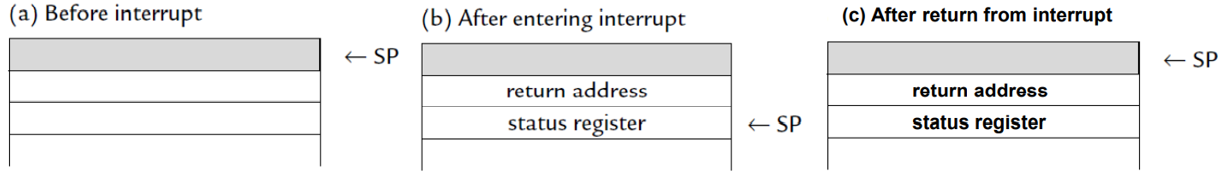 (a) Before interrupt
← SP
(b) After entering interrupt
return address
status register
← SP
(c) After return from interrupt
← SP
return address
status register